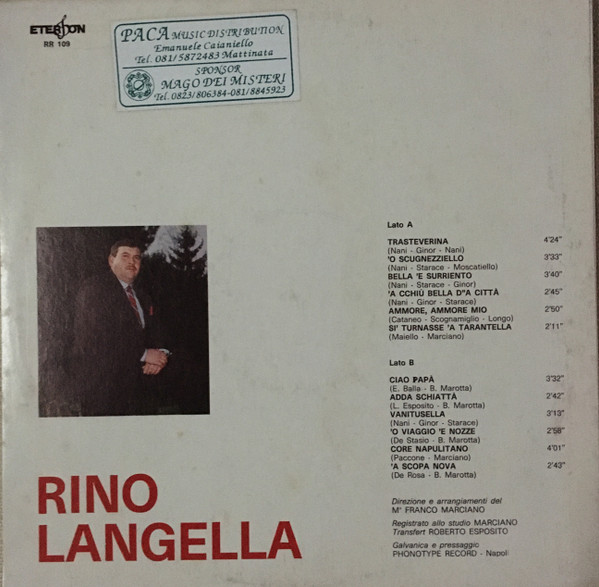 ETERJON
RR 109
PACA MUSIC DISTRIBUTION
Emanuele Caianiello
Tel. 081/5872483 Mattinata
SPONSOR
MAGO DEI MISTERI
Tel. 0823/806384-081/8845923
Lato A
TRASTEVERINA 4'24"
(Nani - Ginor - Nani)
'O SCUGNEZZIELLO 3'33"
(Nani - Starace - Moscatiello)
BELLA 'E SURRIENTO 3'40"
(Nani - Starace - Ginor)
'A CCHIÙ BELLA D''A CITTÀ 2'45"
(Nani - Ginor - Starace)
AMMORE, AMMORE MIO 2'50"
(Cataneo - Scognamiglio - Longo)
SI' TURNASSE 'A TARANTELLA 2'11"
(Maiello - Marciano)
Lato B
CIAO PAPÀ 3'32"
(E. Balla - B. Marotta)
ADDA SCHIATTÀ 2'42"
(L. Esposito - B. Marotta)
VANITUSELLA 3'13"
(Nani - Ginor - Starace)
'O VIAGGIO 'E NOZZE 2'58"
(De Stasio - B. Marotta)
CORE NAPULITANO 4'01"
(Paccone - Marciano)
'A SCOPA NOVA 2'43"
(De Rosa - B. Marotta)
Direzione e arrangiamenti del
M° FRANCO MARCIANO
Registrato allo studio MARCIANO
Transfert ROBERTO ESPOSITO
Galvanica e pressaggio
PHONOTYPE RECORD - Napoli
RINO
LANGELLA